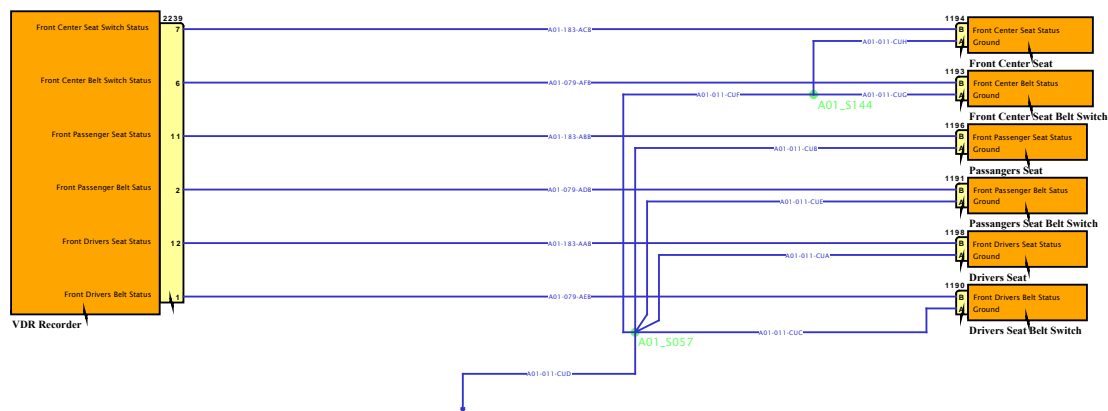 2239
1194
Front Center Seat Switch Status
7
A01-183-ACB
B
Front Center Seat Status
A01-011-CUH
A
Ground
Front Center Seat
1193
Front Center Belt Switch Status
6
A01-079-AFB
B
Front Center Belt Status
A01-011-CUF
A01-011-CUG
A
Ground
A01_S144
Front Center Seat Belt Switch
1196
Front Passenger Seat Status
11
A01-183-ABB
B
Front Passenger Seat Status
A01-011-CUB
A
Ground
Passangers Seat
1191
Front Passenger Belt Satus
2
A01-079-ADB
B
Front Passenger Belt Satus
A01-011-CUE
A
Ground
Passangers Seat Belt Switch
1198
Front Drivers Seat Status
12
A01-183-AAB
B
Front Drivers Seat Status
A01-011-CUA
A
Ground
Drivers Seat
1190
Front Drivers Belt Status
1
A01-079-AEB
B
Front Drivers Belt Status
A
Ground
VDR Recorder
A01-011-CUC
Drivers Seat Belt Switch
A01_S057
A01-011-CUD